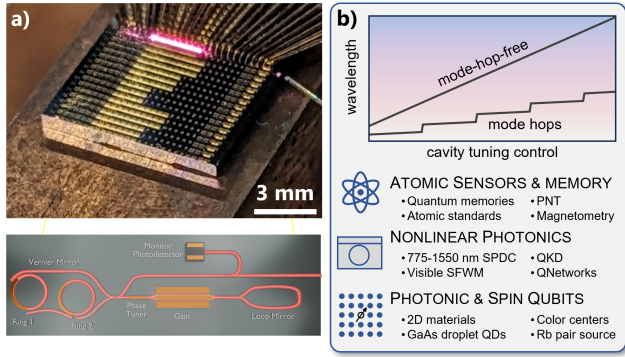 a)
3 mm
Monitor
Photodetector
Vernier Mirror
Phase
Tuner
Gain
Loop Mirror
Ring 1
Ring 2
b)
wavelength
mode-hop-free
mode hops
cavity tuning control
ATOMIC SENSORS & MEMORY
•Quantum memories •PNT
•Atomic standards •Magnetometry
NONLINEAR PHOTONICS
•775-1550 nm SPDC •QKD
•Visible SFWM •QNetworks
PHOTONIC & SPIN QUBITS
•2D materials •Color centers
•GaAs droplet QDs •Rb pair source